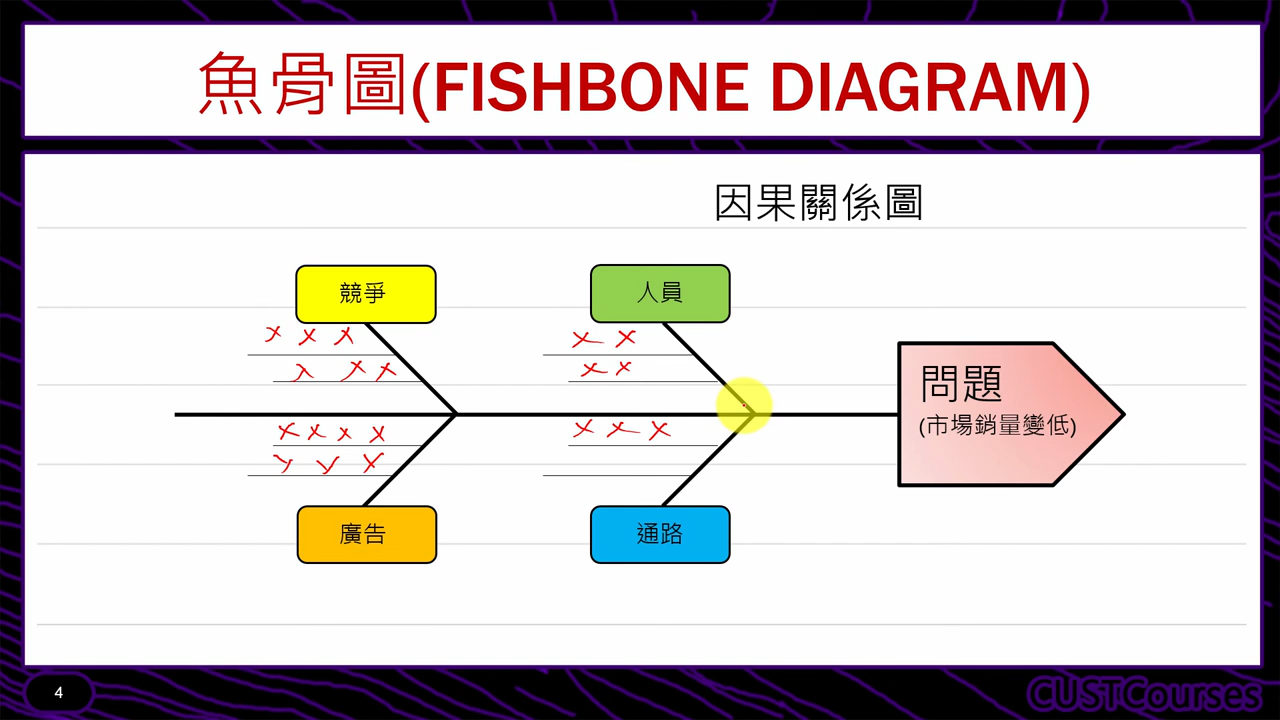 魚骨圖(FISHBONE DIAGRAM)
因果關係圖
競爭
人員
x x x
x x
x x x
x x
問題
(市場銷量變低)
x x x x
x x x
x x x
廣告
通路
4
CUSTCourses